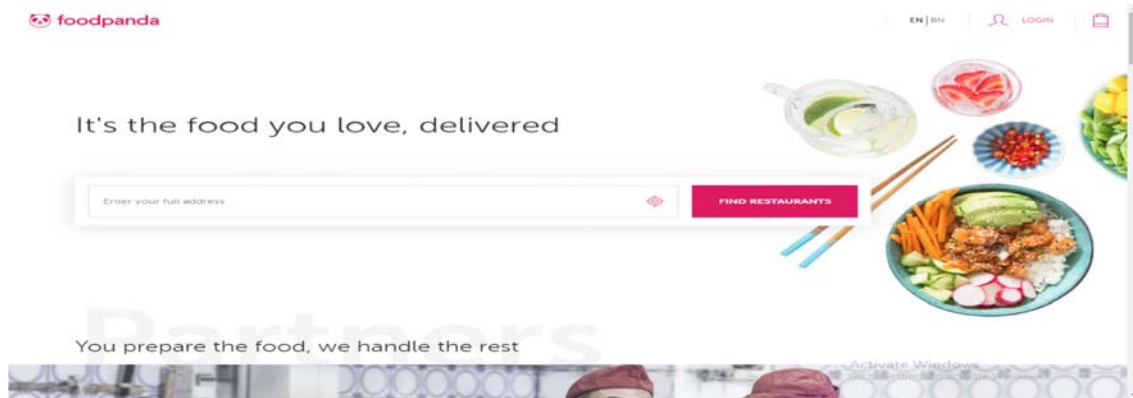 foodpanda
EN | BN
LOGIN
It's the food you love, delivered
Enter your full address
FIND RESTAURANTS
Partners
You prepare the food, we handle the rest
Activate Windows